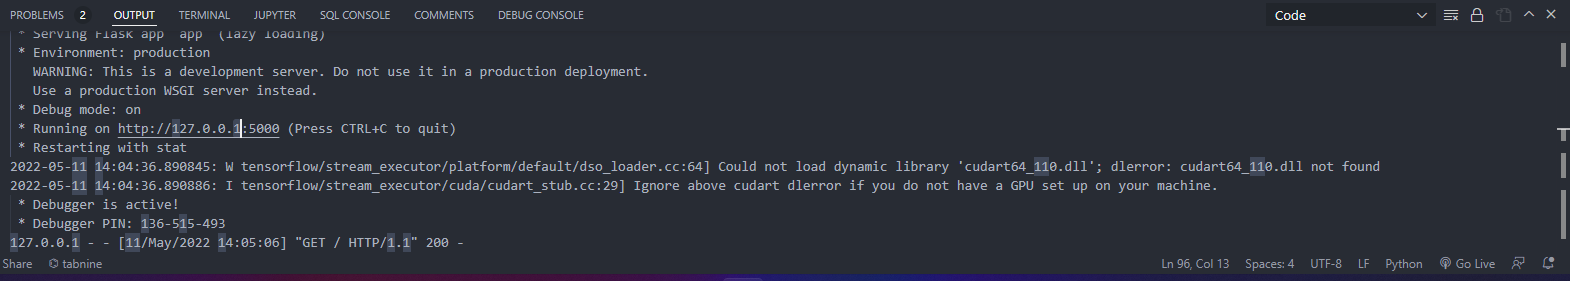 PROBLEMS 2 OUTPUT TERMINAL JUPYTER SQL CONSOLE COMMENTS DEBUG CONSOLE Code
* Serving Flask app "app" (lazy loading)
* Environment: production
WARNING: This is a development server. Do not use it in a production deployment.
Use a production WSGI server instead.
* Debug mode: on
* Running on http://127.0.0.1:5000 (Press CTRL+C to quit)
* Restarting with stat
2022-05-11 14:04:36.890845: W tensorflow/stream_executor/platform/default/dso_loader.cc:64] Could not load dynamic library 'cudart64_110.dll'; dlerror: cudart64_110.dll not found
2022-05-11 14:04:36.890886: I tensorflow/stream_executor/cuda/cudart_stub.cc:29] Ignore above cudart dlerror if you do not have a GPU set up on your machine.
* Debugger is active!
* Debugger PIN: 136-515-493
127.0.0.1 - - [11/May/2022 14:05:06] "GET / HTTP/1.1" 200 -
Share tabnine Ln 96, Col 13 Spaces: 4 UTF-8 LF Python Go Live